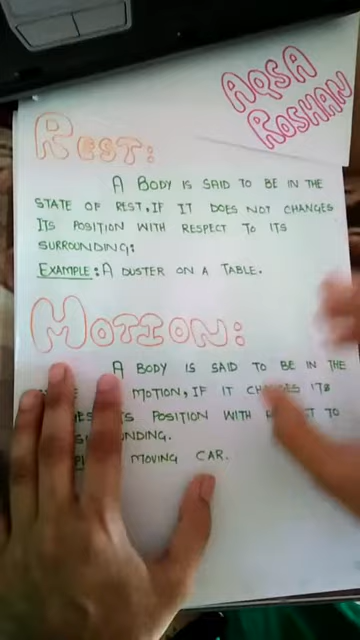 AQSA
ROSHAN
REST:
A BODY IS SAID TO BE IN THE
STATE OF REST, IF IT DOES NOT CHANGES
ITS POSITION WITH RESPECT TO ITS
SURROUNDING:
EXAMPLE: A DUSTER ON A TABLE.
MOTION:
A BODY IS SAID TO BE IN THE
MOTION, IF IT ITS
POSITION WITH TO
MOVING CAR.